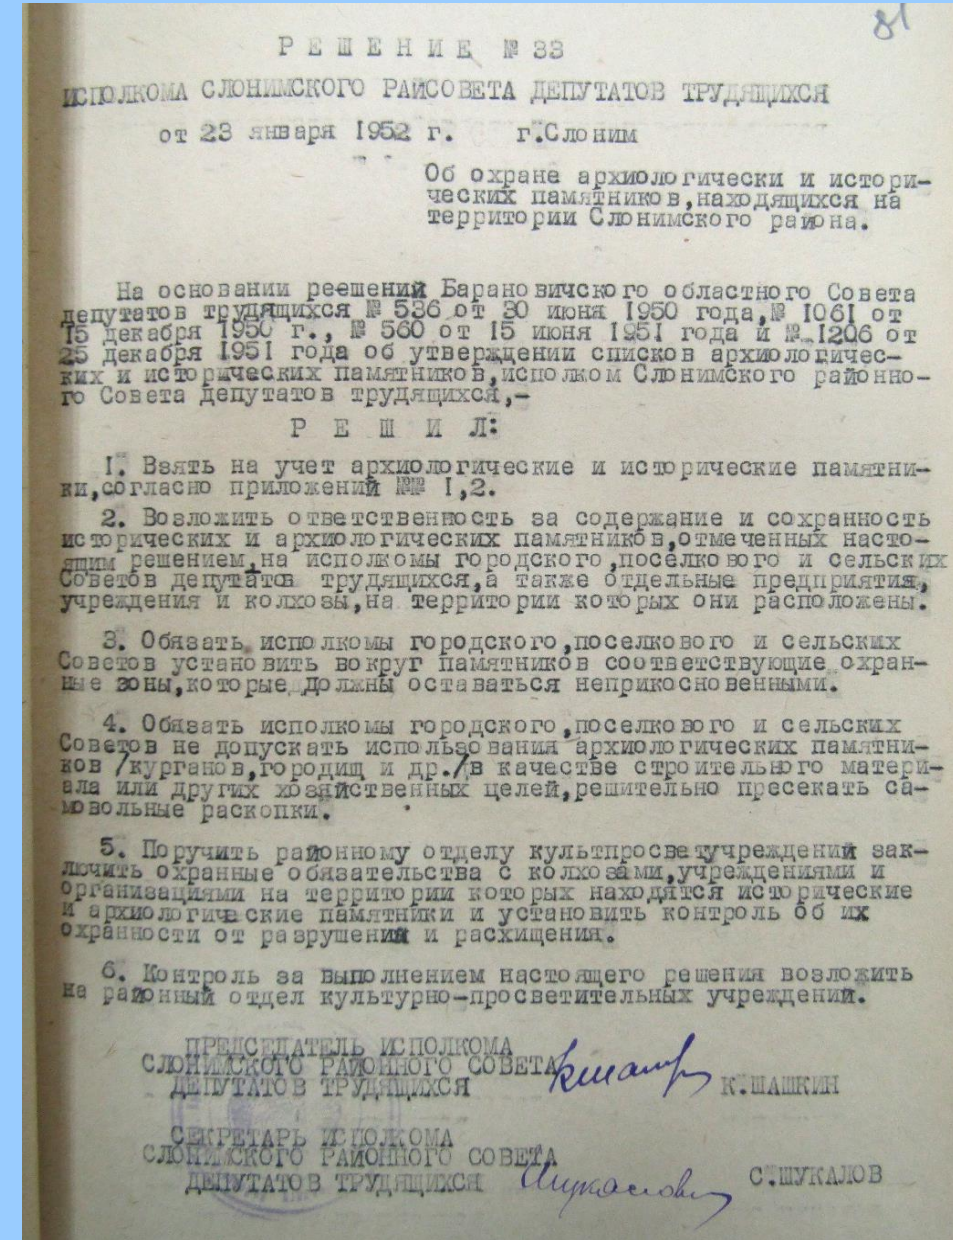 81
РЕШЕНИЕ № 33
ИСПОЛКОМА СЛОНИМСКОГО РАЙСОВЕТА ДЕПУТАТОВ ТРУДЯЩИХСЯ
от 23 января 1952 г. г.Слоним
Об охране архиологически и истори-
ческих памятников,находящихся на
территории Слонимского района.
На основании реешений Барановичского областного Совета
депутатов трудящихся № 536 от 30 июня 1950 года,№ 1061 от
15 декабря 1950 г., № 560 от 15 июня 1951 года и № 1206 от
25 декабря 1951 года об утверждении списков архиологичес-
ких и исторических памятников,исполком Слонимского районно-
го Совета депутатов трудящихся,-
Р Е Ш И Л:
1. Взять на учет архиологические и исторические памятни-
ки,согласно приложений №№ 1,2.
2. Возложить ответственность за содержание и сохранность
исторических и архиологических памятников,отмеченных насто-
ящим решением,на исполкомы городского,поселкового и сельских
Советов депутатов трудящихся,а также отдельные предприятия,
учреждения и колхозы,на территории которых они расположены.
3. Обязать исполкомы городского,поселкового и сельских
Советов установить вокруг памятников соответствующие охран-
ные зоны,которые должны оставаться неприкосновенными.
4. Обязать исполкомы городского,поселкового и сельских
Советов не допускать использования архиологических памятни-
ков /курганов,городищ и др./в качестве строительного матери-
ала или других хозяйственных целей,решительно пресекать са-
мовольные раскопки.
5. Поручить районному отделу культпросветучреждений зак-
лючить охранные обязательства с колхозами,учреждениями и
организациями на территории которых находятся исторические
и архиологические памятники и установить контроль об их
охранности от разрушений и расхищения.
6. Контроль за выполнением настоящего решения возложить
на районный отдел культурно-просветительных учреждений.
ПРЕДСЕДАТЕЛЬ ИСПОЛКОМА
СЛОНИМСКОГО РАЙОННОГО СОВЕТА
ДЕПУТАТОВ ТРУДЯЩИХСЯ К.ШАШКИН
СЕКРЕТАРЬ ИСПОЛКОМА
СЛОНИМСКОГО РАЙОННОГО СОВЕТА
ДЕПУТАТОВ ТРУДЯЩИХСЯ С.ШУКАЛОВ